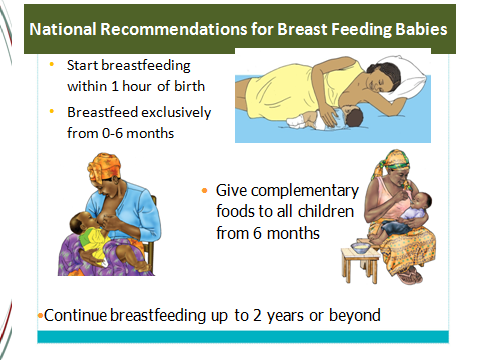 National Recommendations for Breast Feeding Babies
• Start breastfeeding
within 1 hour of birth
• Breastfeed exclusively
from 0-6 months
• Give complementary
foods to all children
from 6 months
•Continue breastfeeding up to 2 years or beyond